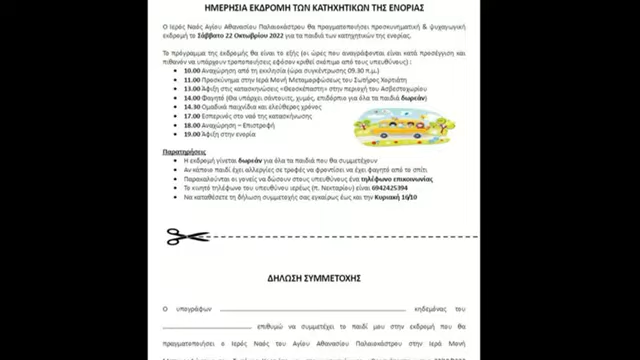 ΗΜΕΡΗΣΙΑ ΕΚΔΡΟΜΗ ΤΩΝ ΚΑΤΗΧΗΤΙΚΩΝ ΤΗΣ ΕΝΟΡΙΑΣ
Ο Ιερός Ναός Αγίου Αθανασίου Παλαιοκάστρου θα πραγματοποιήσει προσκυνηματική & ψυχαγωγική
εκδρομή το Σάββατο 22 Οκτωβρίου 2022 για τα παιδιά των κατηχητικών της ενορίας.
Το πρόγραμμα της εκδρομής θα είναι το εξής (οι ώρες που αναγράφονται είναι κατά προσέγγιση και
πιθανόν να υπάρχουν τροποποιήσεις εφόσον κριθεί σκόπιμο από τους υπευθύνους) :
• 10.00 Αναχώρηση από τη εκκλησία (ώρα συγκέντρωσης 09.30 π.μ.)
• 11.00 Προσκύνημα στην Ιερά Μονή Μεταμορφώσεως του Σωτήρος Χορτιάτη
• 13.00 Άφιξη στις κατασκηνώσεις «Θεοσκέπαστη» στην περιοχή του Ασβεστοχωρίου
• 14.00 Φαγητό (Θα υπάρχει σάντουιτς, χυμός, επιδόρπιο για όλα τα παιδιά δωρεάν)
• 14.30 Ομαδικά παιχνίδια και ελεύθερος χρόνος
• 17.00 Εσπερινός στο ναό της κατασκήνωσης
• 18.00 Αναχώρηση – Επιστροφή
• 19.00 Άφιξη στην ενορία
Παρατηρήσεις
• Η εκδρομή γίνεται δωρεάν για όλα τα παιδιά που θα συμμετέχουν
• Αν κάποιο παιδί έχει αλλεργίες σε τροφές να φροντίσει να έχει φαγητό από το σπίτι
• Παρακαλούνται οι γονείς να δώσουν στους υπευθύνους ένα τηλέφωνο επικοινωνίας
• Το κινητό τηλέφωνο του υπευθύνου ιερέως (π. Νεκταρίου) είναι 6942425394
• Να καταθέσετε τη δήλωση συμμετοχής σας εγκαίρως έως και την Κυριακή 16/10
ΔΗΛΩΣΗ ΣΥΜΜΕΤΟΧΗΣ
Ο υπογράφων κηδεμόνας του
επιθυμώ να συμμετέχει το παιδί μου στην εκδρομή που
πραγματοποιήσει ο Ιερός Ναός του Αγίου Αθανασίου Παλαιοκάστρου στην Ιερά Μονή